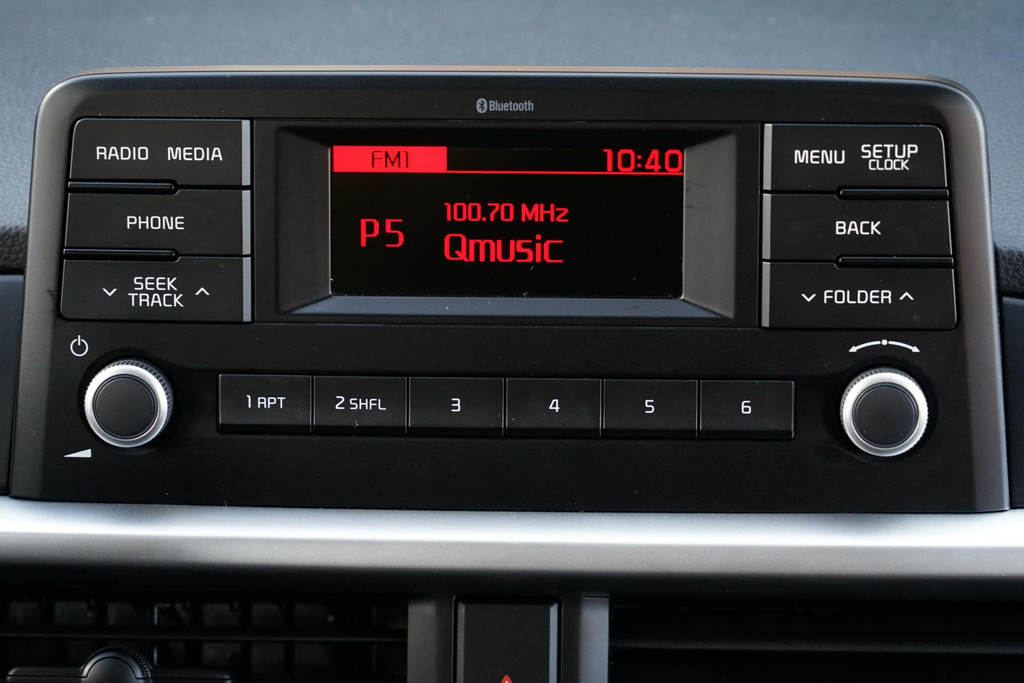 Bluetooth
RADIO MEDIA
PHONE
SEEK
TRACK
FM1 10:40
P5
100.70 MHz
Qmusic
MENU SETUP
CLOCK
BACK
FOLDER
1 RPT 2 SHFL 3 4 5 6